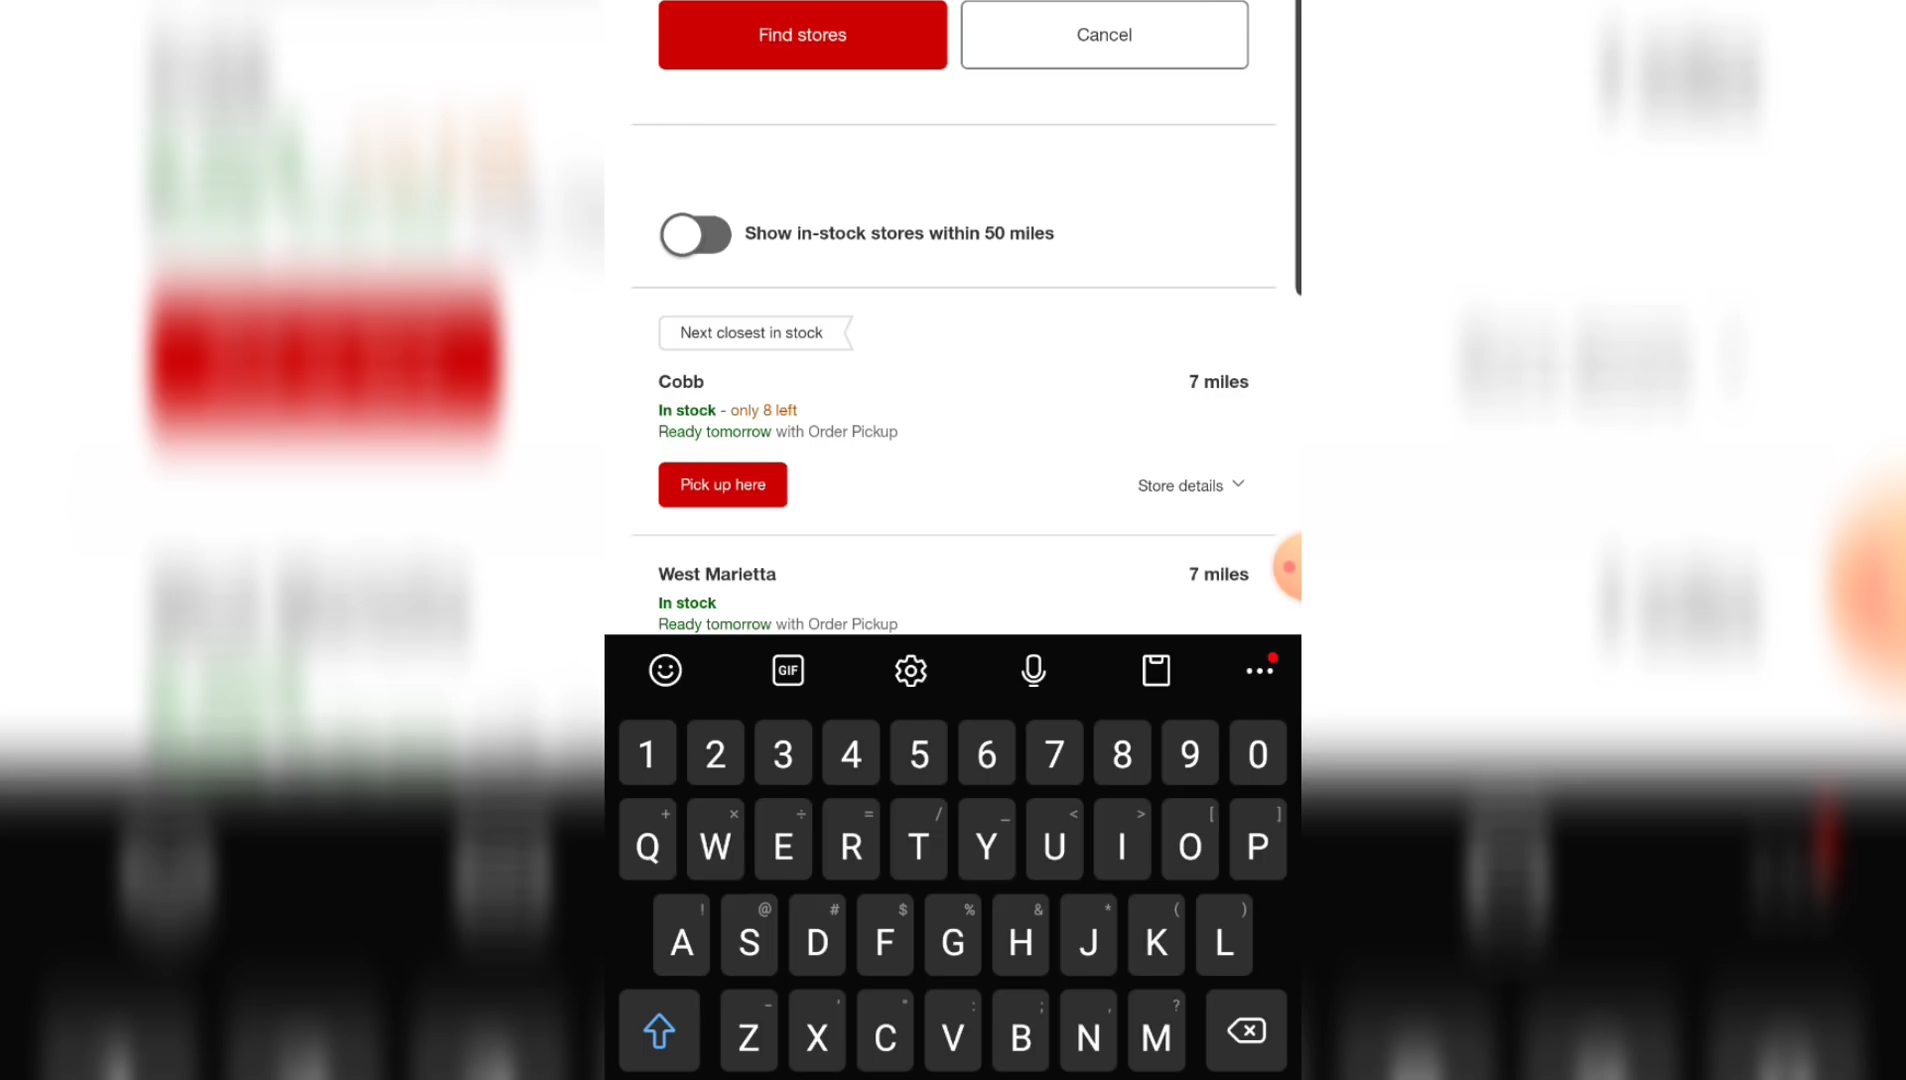 Find stores
Cancel
Show in-stock stores within 50 miles
Next closest in stock
Cobb
7 miles
In stock - only 8 left
Ready tomorrow with Order Pickup
Pick up here
Store details
West Marietta
7 miles
In stock
Ready tomorrow with Order Pickup
GIF
1 2 3 4 5 6 7 8 9 0
+ × ÷ = / _ < > [ ]
Q W E R T Y U I O P
! @ # $ % & * ( )
A S D F G H J K L
- ' " : ; , ?
Z X C V B N M